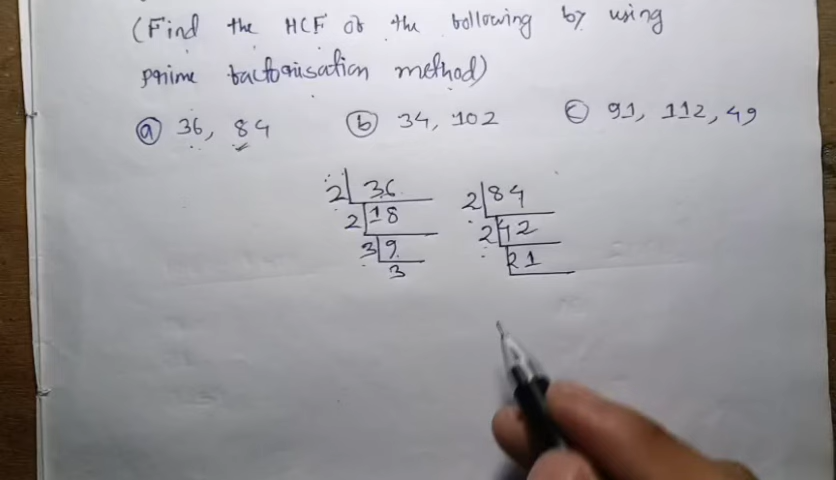 (Find the HCF of the following by using
prime factorisation method)
(a) 36, 84 (b) 34, 102 (c) 91, 112, 49
2 36 2 84
2 18 2 42
3 9 21
3